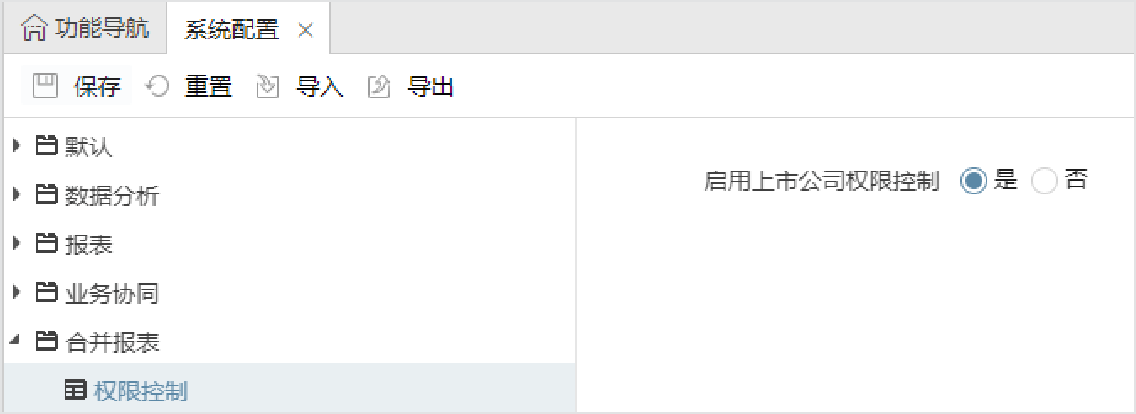 功能导航 系统配置
保存 重置 导入 导出
默认
数据分析
报表
业务协同
合并报表
权限控制
启用上市公司权限控制 是 否